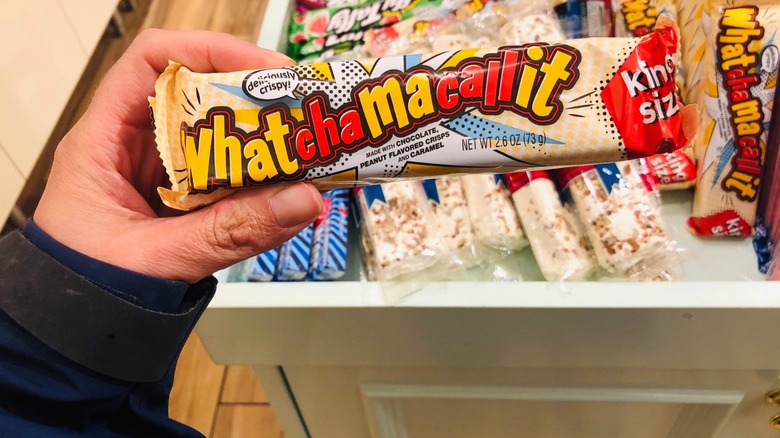 deliciously
crispy!
Whatchamacallit
MADE WITH CHOCOLATE,
PEANUT FLAVORED CRISPS
AND CARAMEL
NET WT 2.6 OZ (73 g)
king
size
Whatchamacallit